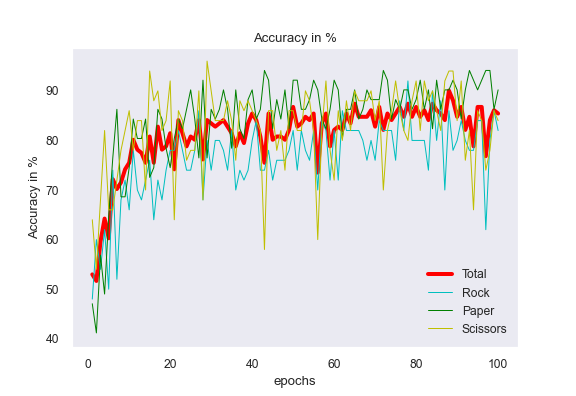 Accuracy in %
Accuracy in %
90
80
70
60
50
40
0
20
40
60
80
100
epochs
Total
Rock
Paper
Scissors